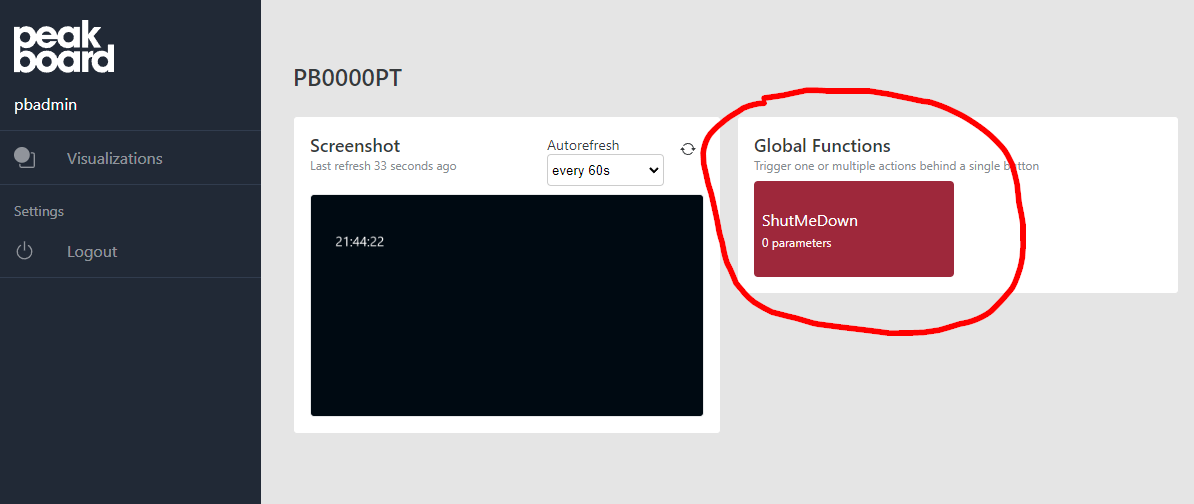 peak
board
pbadmin
Visualizations
Settings
Logout
PB0000PT
Screenshot
Last refresh 33 seconds ago
Autorefresh
every 60s
21:44:22
Global Functions
Trigger one or multiple actions behind a single button
ShutMeDown
0 parameters